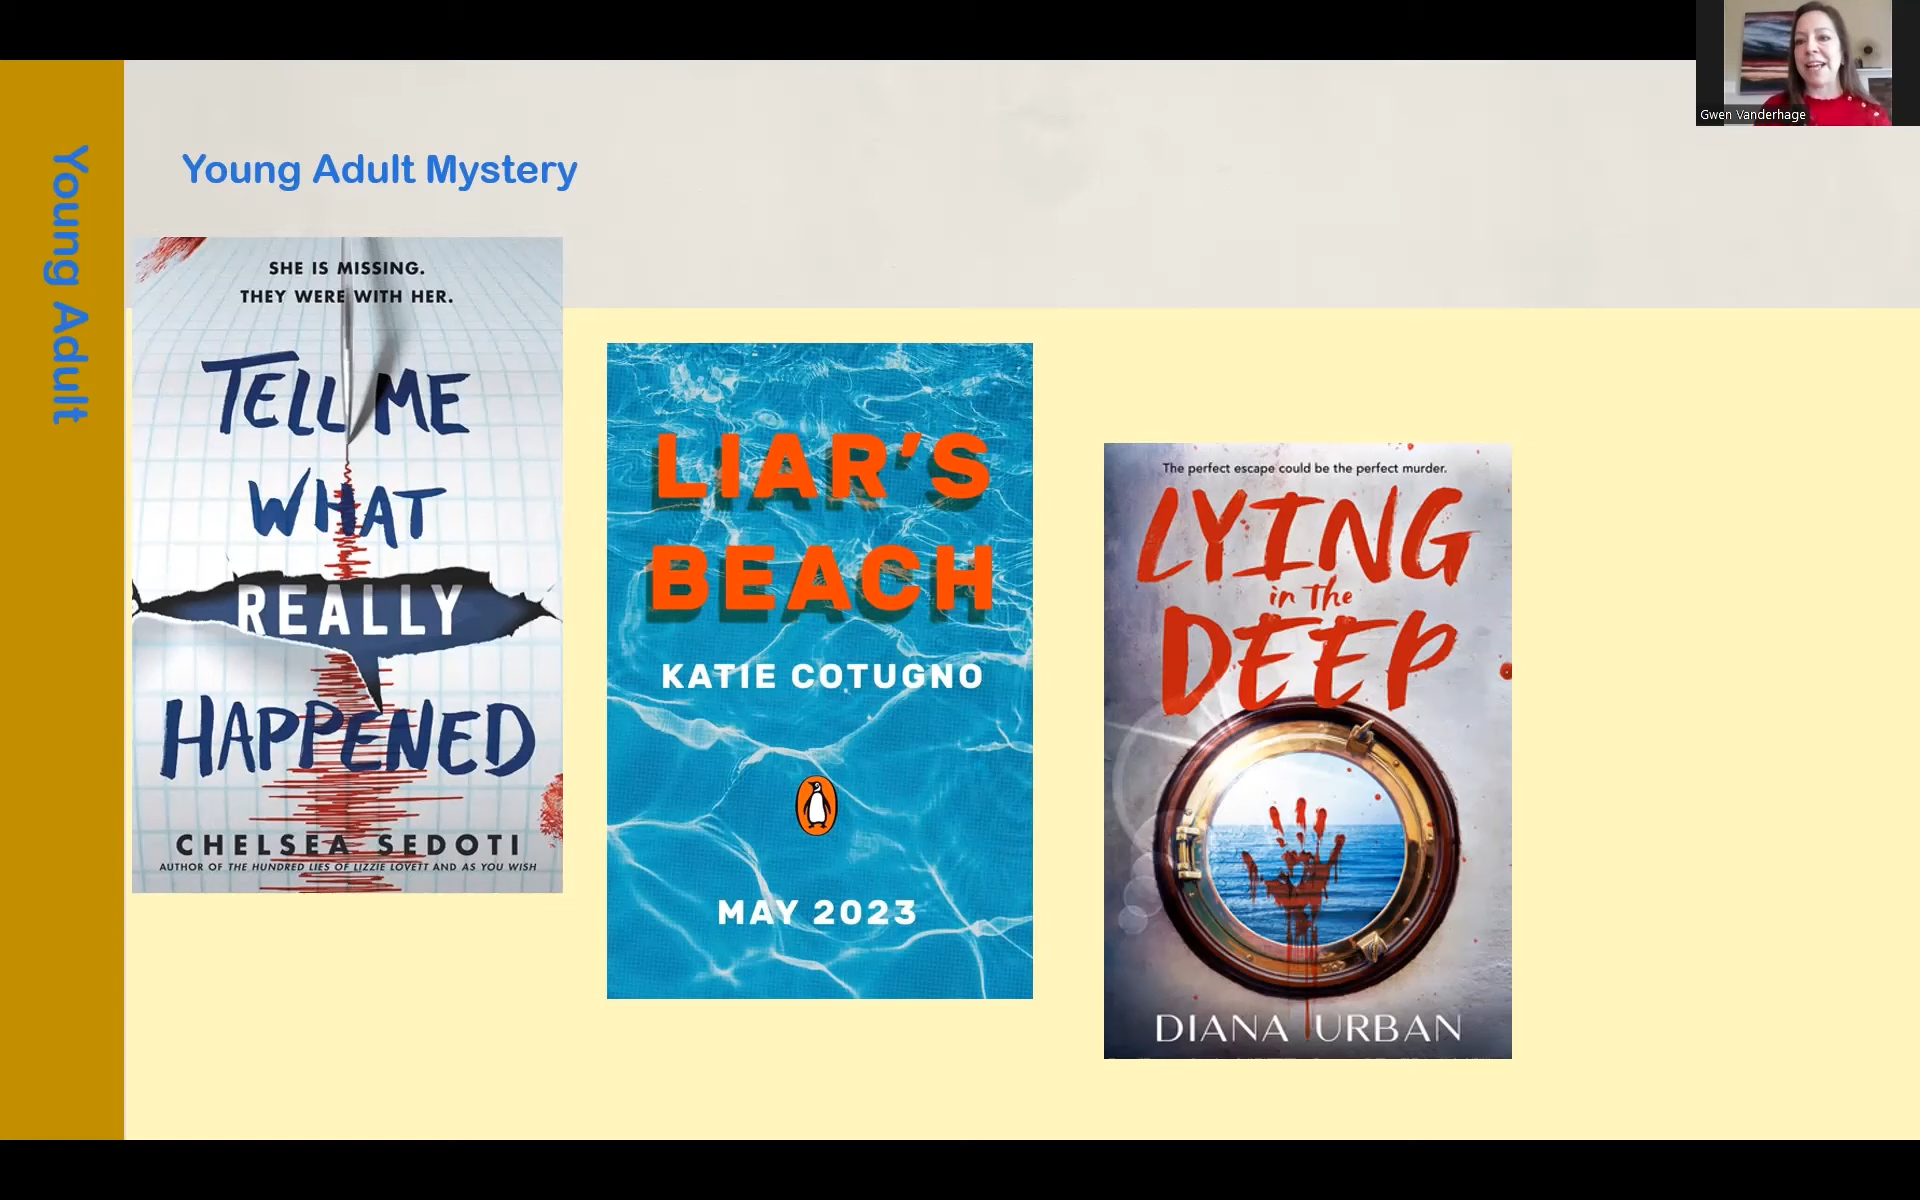 Gwen Vanderhage
Young Adult
Young Adult Mystery
SHE IS MISSING.
THEY WERE WITH HER.
TELL ME
WHAT
REALLY
HAPPENED
CHELSEA SEDOTI
AUTHOR OF THE HUNDRED LIES OF LIZZIE LOVETT AND AS YOU WISH
LIAR'S
BEACH
KATIE COTUGNO
MAY 2023
The perfect escape could be the perfect murder.
LYING
in the
DEEP
DIANA URBAN